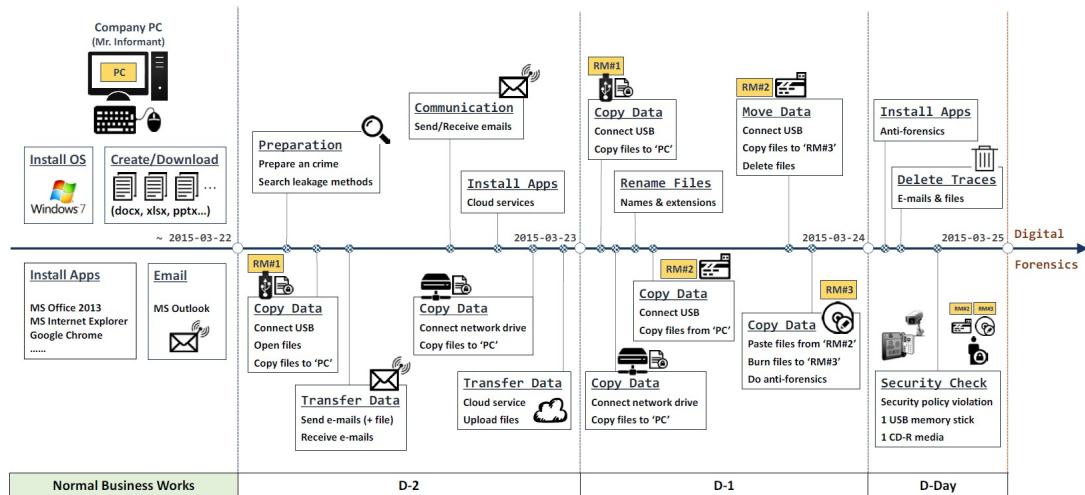 Company PC
(Mr. Informant)
PC
Install OS
Windows 7
Create/Download
...
(docx, xlsx, pptx...)
Preparation
Prepare an crime
Search leakage methods
Communication
Send/Receive emails
Install Apps
Cloud services
RM#1
Copy Data
Connect USB
Copy files to ‘PC’
Rename Files
Names & extensions
RM#2
Move Data
Connect USB
Copy files to ‘RM#3’
Delete files
Install Apps
Anti-forensics
Delete Traces
E-mails & files
~ 2015-03-22
2015-03-23
2015-03-24
2015-03-25
Digital
Forensics
Install Apps
MS Office 2013
MS Internet Explorer
Google Chrome
......
Email
MS Outlook
RM#1
Copy Data
Connect USB
Open files
Copy files to ‘PC’
Transfer Data
Send e-mails (+ file)
Receive e-mails
Copy Data
Connect network drive
Copy files to ‘PC’
Transfer Data
Cloud service
Upload files
RM#2
Copy Data
Connect USB
Copy files from ‘PC’
Copy Data
Connect network drive
Copy files to ‘PC’
RM#3
Copy Data
Paste files from ‘RM#2’
Burn files to ‘RM#3’
Do anti-forensics
RM#2 RM#3
Security Check
Security policy violation
1 USB memory stick
1 CD-R media
Normal Business Works
D-2
D-1
D-Day